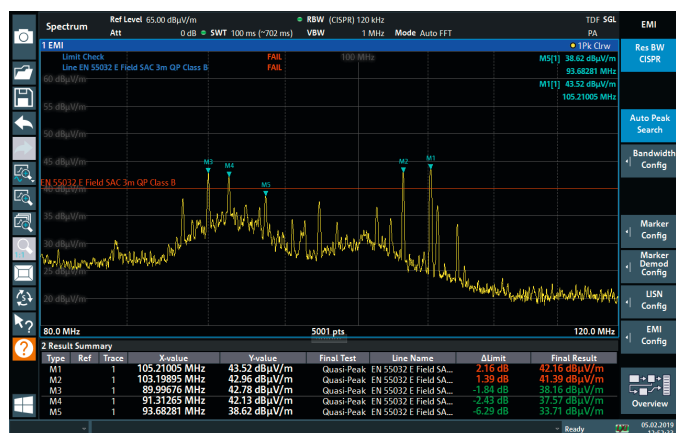 Spectrum Ref Level 65.00 dBµV/m RBW (CISPR) 120 kHz TDF SGL EMI
Att 0 dB SWT 100 ms (~702 ms) VBW 1 MHz Mode Auto FFT PA
1 EMI 1Pk Clrw
Res BW
CISPR
Limit Check FAIL 100 MHz M5[1] 38.62 dBµV/m
Line EN 55032 E Field SAC 3m QP Class B FAIL 93.68281 MHz
60 dBµV/m M1[1] 43.52 dBµV/m
105.21005 MHz
55 dBµV/m
Auto Peak
Search
50 dBµV/m
Bandwidth
Config
45 dBµV/m M3 M4 M2 M1
M5
EN 55032 E Field SAC 3m QP Class B
40 dBµV/m
35 dBµV/m
Marker
Config
30 dBµV/m
Marker
Demod
Config
25 dBµV/m
20 dBµV/m
LISN
Config
80.0 MHz 5001 pts 120.0 MHz
EMI
Config
2 Result Summary
Type Ref Trace X-value Y-value Final Test Line Name ΔLimit Final Result
M1 1 105.21005 MHz 43.52 dBµV/m Quasi-Peak EN 55032 E Field SA... 2.16 dB 42.16 dBµV/m
M2 1 103.19895 MHz 42.96 dBµV/m Quasi-Peak EN 55032 E Field SA... 1.39 dB 41.39 dBµV/m
M3 1 89.99676 MHz 42.78 dBµV/m Quasi-Peak EN 55032 E Field SA... -1.84 dB 38.16 dBµV/m
M4 1 91.31265 MHz 42.13 dBµV/m Quasi-Peak EN 55032 E Field SA... -2.43 dB 37.57 dBµV/m
M5 1 93.68281 MHz 38.62 dBµV/m Quasi-Peak EN 55032 E Field SA... -6.29 dB 33.71 dBµV/m
Overview
Ready 05.02.2019